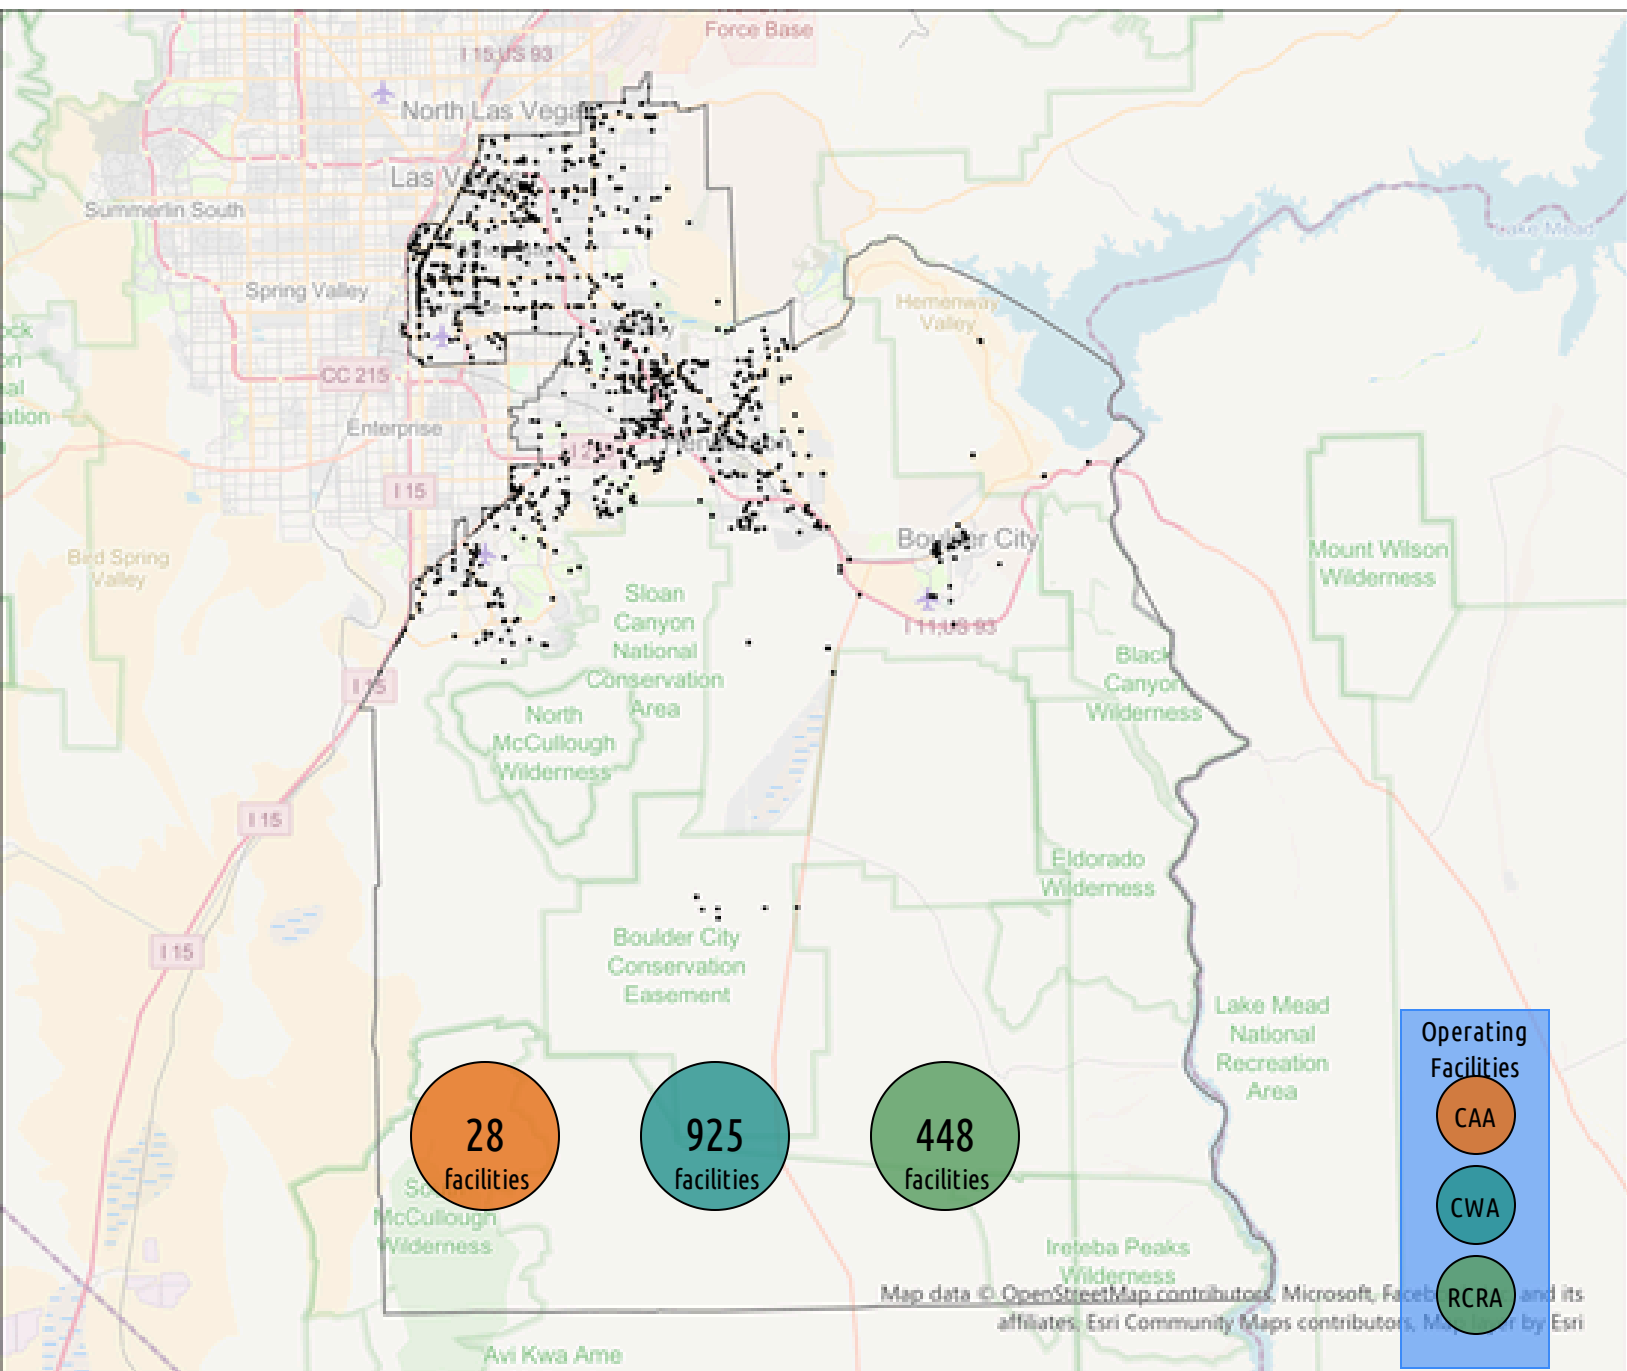 Force Base
I 15;US 93
North Las Vegas
Las Vegas
Summerlin South
Lake Mead
Spring Valley
Hemenway
Valley
CC 215
Enterprise
Henderson
I 15
Boulder City
Bird Spring
Valley
Mount Wilson
Wilderness
Sloan
Canyon
National
Conservation
Area
I 11;US 93
Black
Canyon
Wilderness
I 15
North
McCullough
Wilderness
I 15
Eldorado
Wilderness
I 15
Boulder City
Conservation
Easement
Lake Mead
National
Recreation
Area
Operating
Facilities
CAA
CWA
RCRA
28
facilities
925
facilities
448
facilities
McCullough
Wilderness
Ireteba Peaks
Wilderness
Map data © OpenStreetMap contributors, Microsoft, and its
affiliates, Esri Community Maps contributors, Map layer by Esri
Avi Kwa Ame